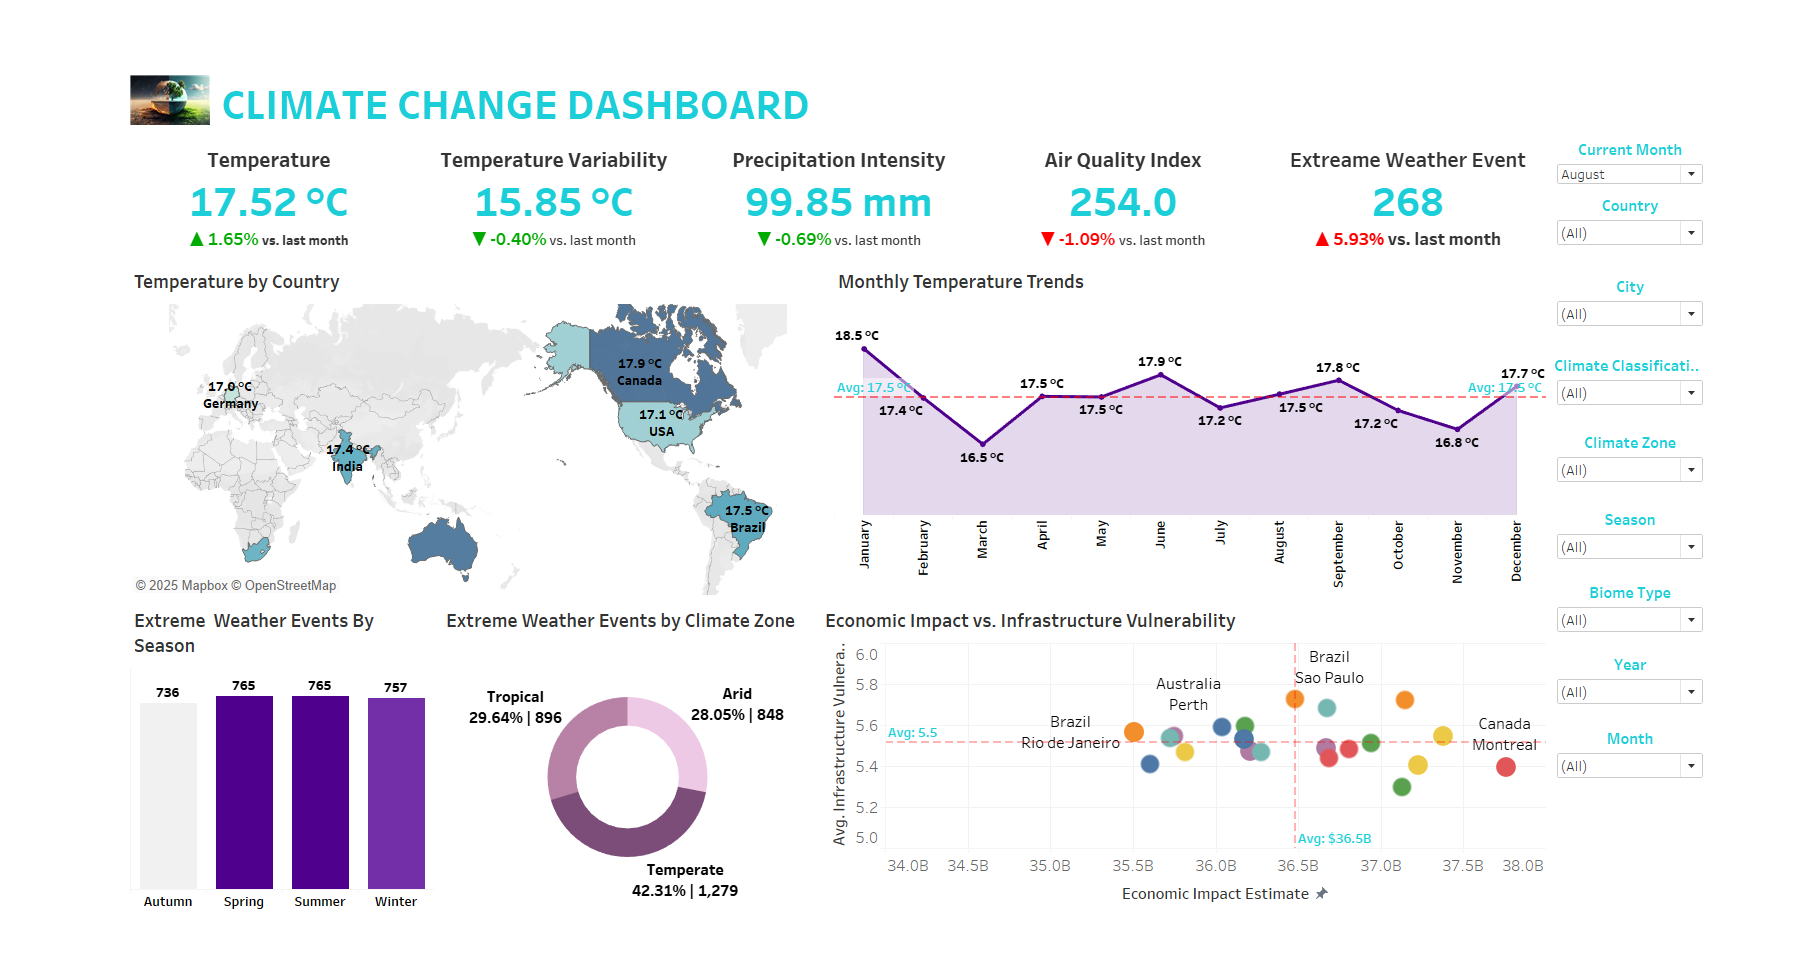 CLIMATE CHANGE DASHBOARD
Temperature
17.52 °C
▲ 1.65% vs. last month
Temperature Variability
15.85 °C
▼ -0.40% vs. last month
Precipitation Intensity
99.85 mm
▼ -0.69% vs. last month
Air Quality Index
254.0
▼ -1.09% vs. last month
Extreame Weather Event
268
▲ 5.93% vs. last month
Current Month
August
Country
(All)
City
(All)
Climate Classificati..
(All)
Climate Zone
(All)
Season
(All)
Biome Type
(All)
Year
(All)
Month
(All)
Temperature by Country
17.0 °C
Germany
17.4 °C
India
17.9 °C
Canada
17.1 °C
USA
17.5 °C
Brazil
© 2025 Mapbox © OpenStreetMap
Monthly Temperature Trends
18.5 °C
17.4 °C
16.5 °C
17.5 °C
17.5 °C
17.9 °C
17.2 °C
17.5 °C
17.8 °C
17.2 °C
16.8 °C
17.7 °C
Avg: 17.5 °C
Avg: 17.5 °C
January
February
March
April
May
June
July
August
September
October
November
December
Extreme Weather Events By
Season
736
765
765
757
Autumn
Spring
Summer
Winter
Extreme Weather Events by Climate Zone
Tropical
29.64% | 896
Arid
28.05% | 848
Temperate
42.31% | 1,279
Economic Impact vs. Infrastructure Vulnerability
Avg. Infrastructure Vulnera..
6.0
5.8
5.6
5.4
5.2
5.0
Avg: 5.5
Brazil
Rio de Janeiro
Australia
Perth
Brazil
Sao Paulo
Canada
Montreal
Avg: $36.5B
34.0B
34.5B
35.0B
35.5B
36.0B
36.5B
37.0B
37.5B
38.0B
Economic Impact Estimate